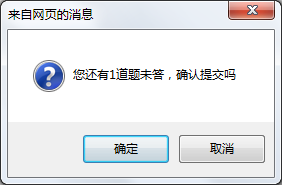 来自网页的消息
您还有1道题未答，确认提交吗
确定
取消